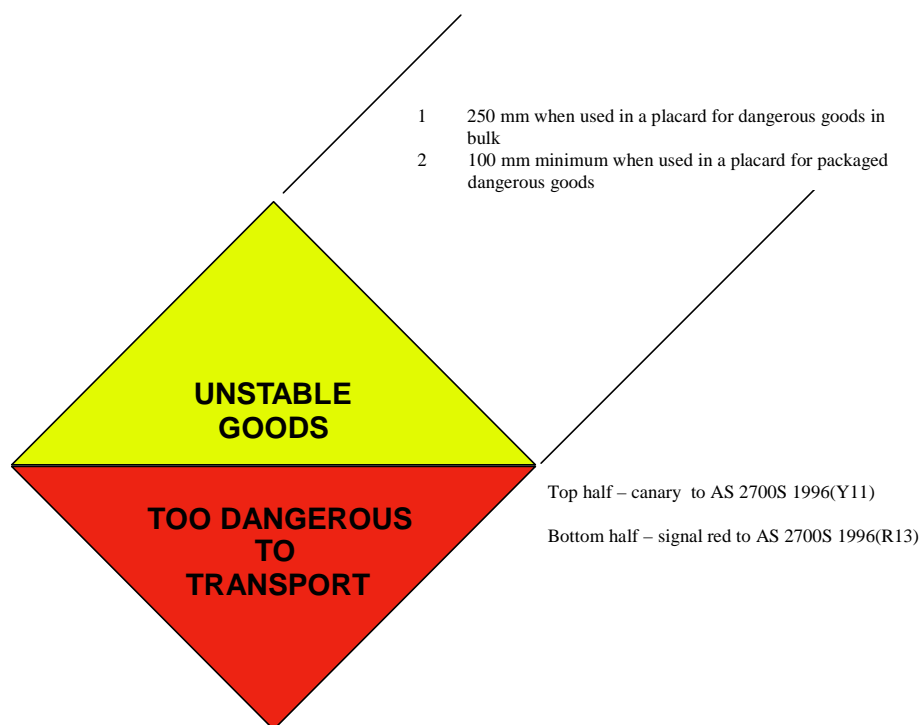 1 250 mm when used in a placard for dangerous goods in
bulk
2 100 mm minimum when used in a placard for packaged
dangerous goods
UNSTABLE
GOODS
TOO DANGEROUS
TO
TRANSPORT
Top half – canary to AS 2700S 1996(Y11)
Bottom half – signal red to AS 2700S 1996(R13)